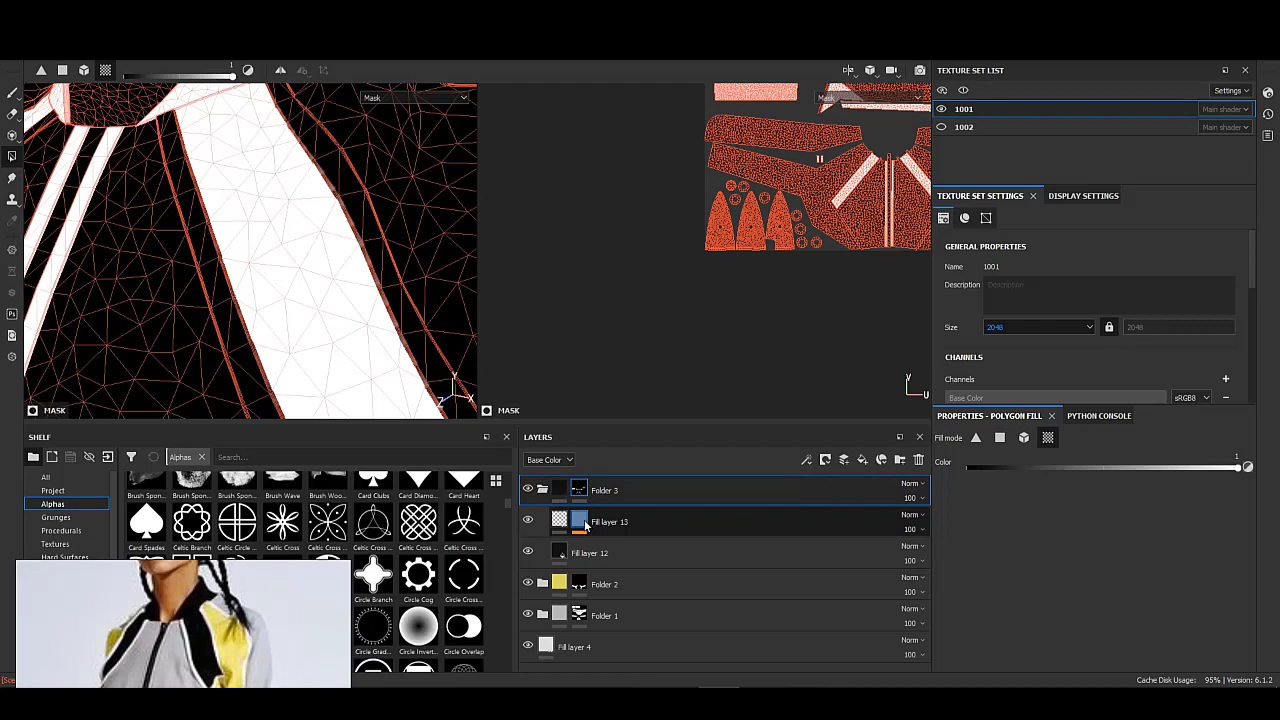 1
Mask
Mask
TEXTURE SET LIST
Settings
1001 Main shader
1002 Main shader
TEXTURE SET SETTINGS
DISPLAY SETTINGS
GENERAL PROPERTIES
Name 1001
Description Description
Size 2048 2048
CHANNELS
Channels
Base Color sRGB8
Y
X
Z
V
U
MASK
MASK
PROPERTIES - POLYGON FILL
PYTHON CONSOLE
Fill mode
Color 1
SHELF
Alphas
Search...
All
Project
Alphas
Grunges
Procedurals
Textures
Hard Surfaces
Brush Spon...
Brush Spon...
Brush Wave
Brush Woo...
Card Clubs
Card Diamo...
Card Heart
Card Spades
Celtic Branch
Celtic Circle ...
Celtic Cross
Celtic Cross ...
Celtic Cross ...
Celtic Cross ...
Celtic Cross ...
Circle Branch
Circle Cog
Circle Cross...
Circle Grad...
Circle Invert...
Circle Overlap
LAYERS
Base Color
Folder 3
Norm
100
Fill layer 13
Norm
100
Fill layer 12
Norm
100
Folder 2
Norm
100
Folder 1
Norm
100
Fill layer 4
Norm
100
[Sce
Cache Disk Usage: 95% | Version: 6.1.2